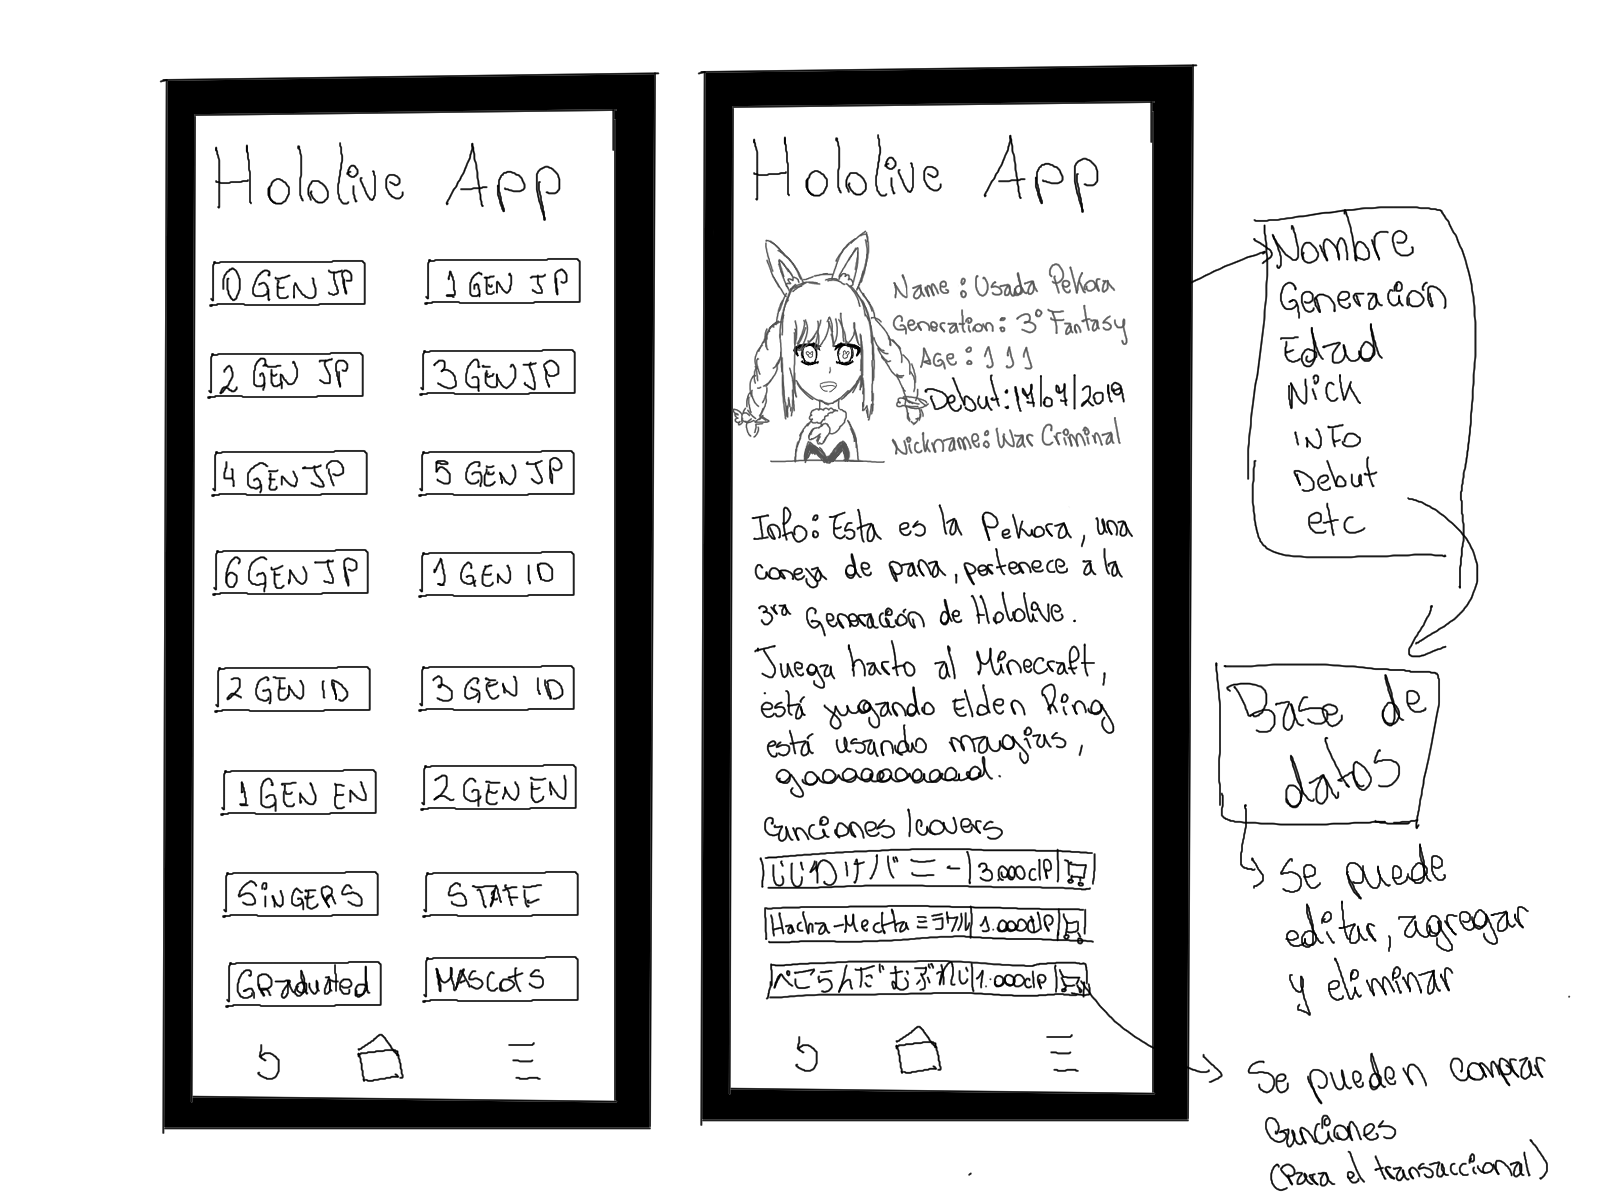 Hololive App
0 GEN JP
1 GEN JP
2 GEN JP
3 GEN JP
4 GEN JP
5 GEN JP
6 GEN JP
1 GEN ID
2 GEN ID
3 GEN ID
1 GEN EN
2 GEN EN
SiNGERS
STAFF
GRaduated
MAScotS
Hololive App
Name: Usada Pekora
Generation: 3° Fantasy
Age: 111
Debut: 17/07/2019
Nickname: War Criminal
Info: Esta es la Pekora, una
coneja de pana, pertenece a la
3ra Generación de Hololive.
Juega harto al Minecraft,
está jugando Elden Ring
está usando magias,
gaaaaaaaaad.
Canciones /covers
じじわけバニー 3.000clP
Hacha-Mecha ミラクル 1.000clP
ぺこらんだむぶれいじ 1.000clP
Nombre
Generación
Edad
Nick
INFO
Debut
etc
Base de
datos
Se puede
editar, agregar
y eliminar
Se pueden comprar
Canciones
(Para el transaccional)